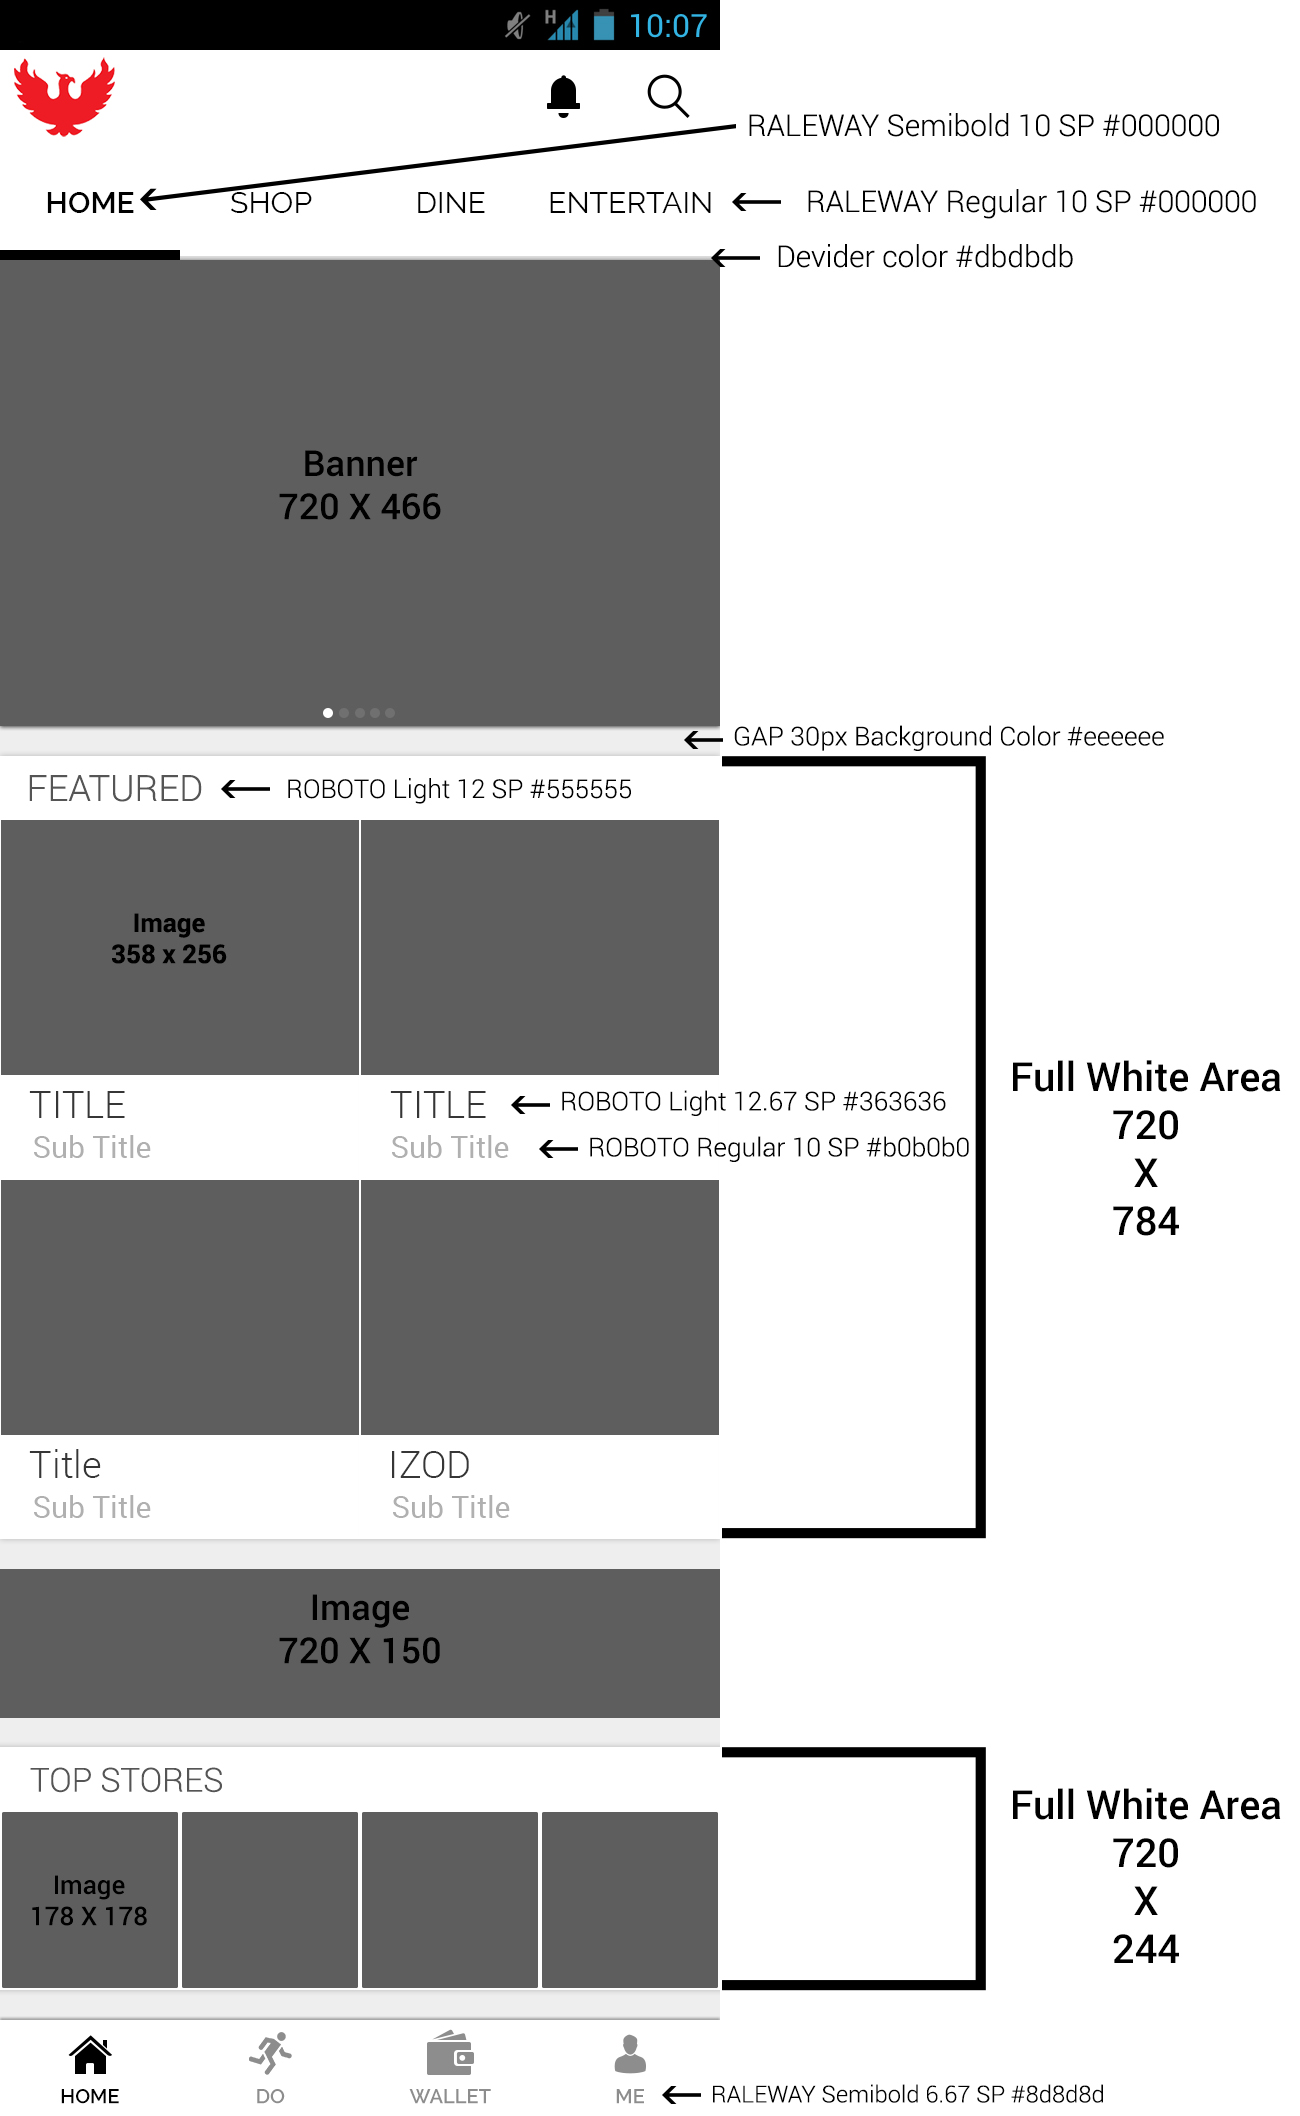 H 10:07
RALEWAY Semibold 10 SP #000000
HOME SHOP DINE ENTERTAIN RALEWAY Regular 10 SP #000000
Devider color #dbdbdb
Banner
720 X 466
GAP 30px Background Color #eeeeee
FEATURED ROBOTO Light 12 SP #555555
Image
358 x 256
Full White Area
720
X
784
TITLE TITLE ROBOTO Light 12.67 SP #363636
Sub Title Sub Title ROBOTO Regular 10 SP #b0b0b0
Title IZOD
Sub Title Sub Title
Image
720 X 150
TOP STORES
Full White Area
720
X
244
Image
178 X 178
HOME DO WALLET ME RALEWAY Semibold 6.67 SP #8d8d8d